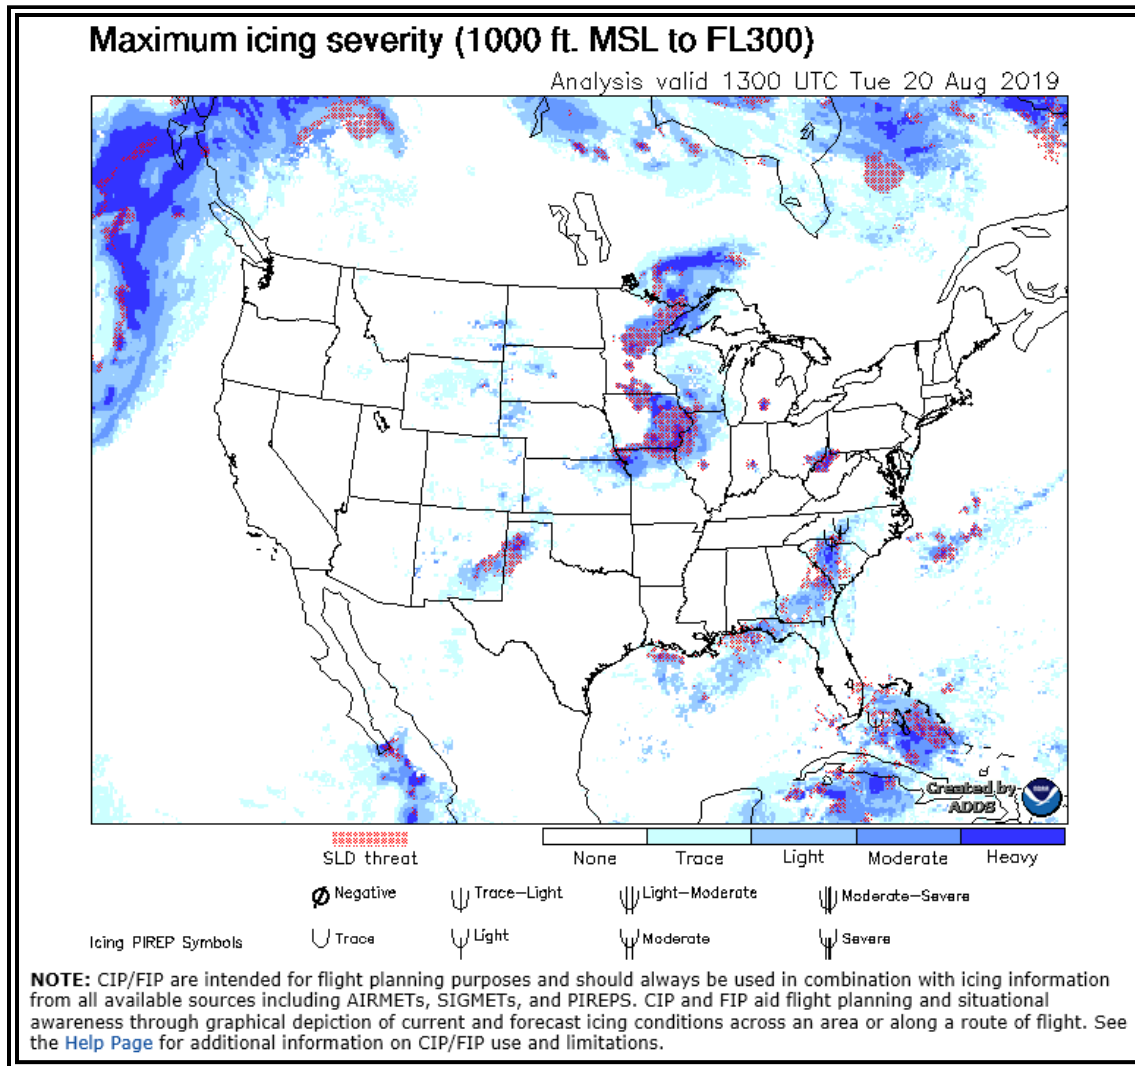 Maximum icing severity (1000 ft. MSL to FL300)
Analysis valid 1300 UTC Tue 20 Aug 2019
Created by
ADDS
NOAA
SLD threat
None Trace Light Moderate Heavy
Negative Trace-Light Light-Moderate Moderate-Severe
Icing PIREP Symbols Trace Light Moderate Severe
NOTE: CIP/FIP are intended for flight planning purposes and should always be used in combination with icing information
from all available sources including AIRMETs, SIGMETs, and PIREPS. CIP and FIP aid flight planning and situational
awareness through graphical depiction of current and forecast icing conditions across an area or along a route of flight. See
the Help Page for additional information on CIP/FIP use and limitations.